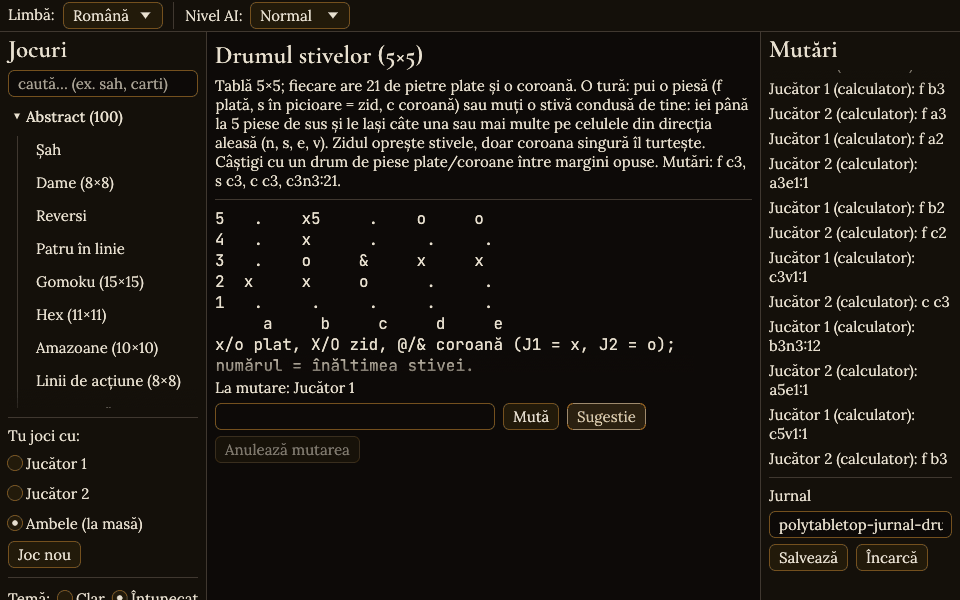 Limbă: Română ▼ Nivel AI: Normal ▼
Jocuri
caută... (ex. sah, carti)
▼ Abstract (100)
Șah
Dame (8×8)
Reversi
Patru în linie
Gomoku (15×15)
Hex (11×11)
Amazoane (10×10)
Linii de acțiune (8×8)
Tu joci cu:
Jucător 1
Jucător 2
Ambele (la masă)
Joc nou
Temă: Clar Întunecat
Drumul stivelor (5×5)
Tablă 5×5; fiecare are 21 de pietre plate și o coroană. O tură: pui o piesă (f
plată, s în picioare = zid, c coroană) sau muți o stivă condusă de tine: iei până
la 5 piese de sus și le lași câte una sau mai multe pe celulele din direcția
aleasă (n, s, e, v). Zidul oprește stivele, doar coroana singură îl turtește.
Câștigi cu un drum de piese plate/coroane între margini opuse. Mutări: f c3,
s c3, c c3, c3n3:21.
5 . x5 . o o
4 . x . . .
3 . o & x x
2 x x o . .
1 . . . . .
a b c d e
x/o plat, X/O zid, @/& coroană (J1 = x, J2 = o);
numărul = înălțimea stivei.
La mutare: Jucător 1
Mută Sugestie
Anulează mutarea
Mutări
Jucător 1 (calculator): f b3
Jucător 2 (calculator): f a3
Jucător 1 (calculator): f a2
Jucător 2 (calculator):
a3e1:1
Jucător 1 (calculator): f b2
Jucător 2 (calculator): f c2
Jucător 1 (calculator):
c3v1:1
Jucător 2 (calculator): c c3
Jucător 1 (calculator):
b3n3:12
Jucător 2 (calculator):
a5e1:1
Jucător 1 (calculator):
c5v1:1
Jucător 2 (calculator): f b3
Jurnal
polytabletop-jurnal-dru
Salvează Încarcă